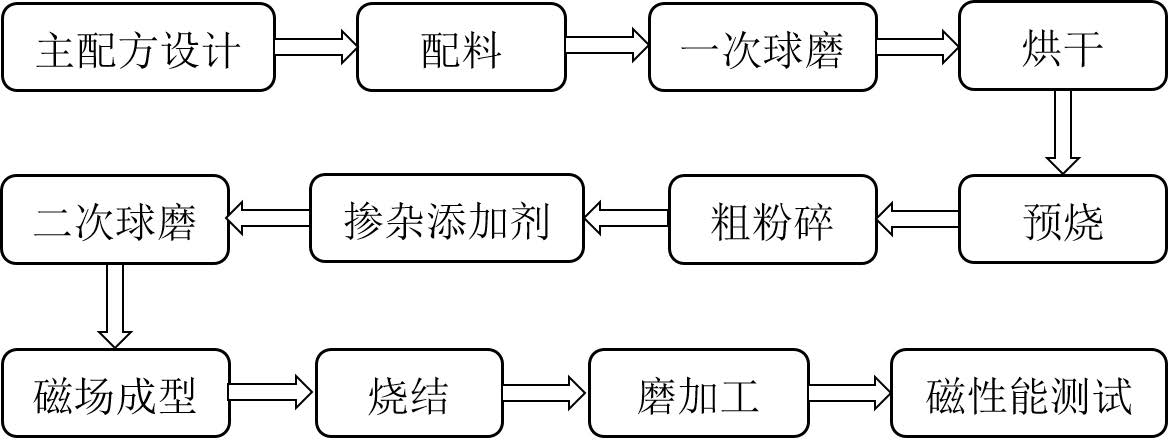 主配方设计
配料
一次球磨
烘干
预烧
粗粉碎
掺杂添加剂
二次球磨
磁场成型
烧结
磨加工
磁性能测试